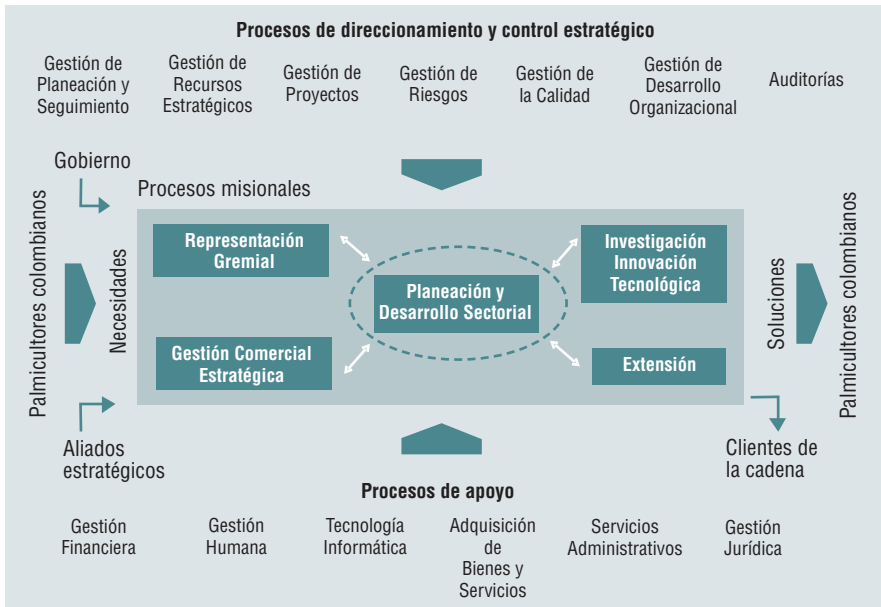 Procesos de direccionamiento y control estratégico
Gestión de
Planeación y
Seguimiento
Gestión de
Recursos
Estratégicos
Gestión de
Proyectos
Gestión de
Riesgos
Gestión de
la Calidad
Gestión de
Desarrollo
Organizacional
Auditorías
Gobierno
Procesos misionales
Palmicultores colombianos
Necesidades
Representación
Gremial
Investigación
Innovación
Tecnológica
Planeación y
Desarrollo Sectorial
Gestión Comercial
Estratégica
Extensión
Soluciones
Palmicultores colombianos
Aliados
estratégicos
Clientes de
la cadena
Procesos de apoyo
Gestión
Financiera
Gestión
Humana
Tecnología
Informática
Adquisición
de
Bienes y
Servicios
Servicios
Administrativos
Gestión
Jurídica